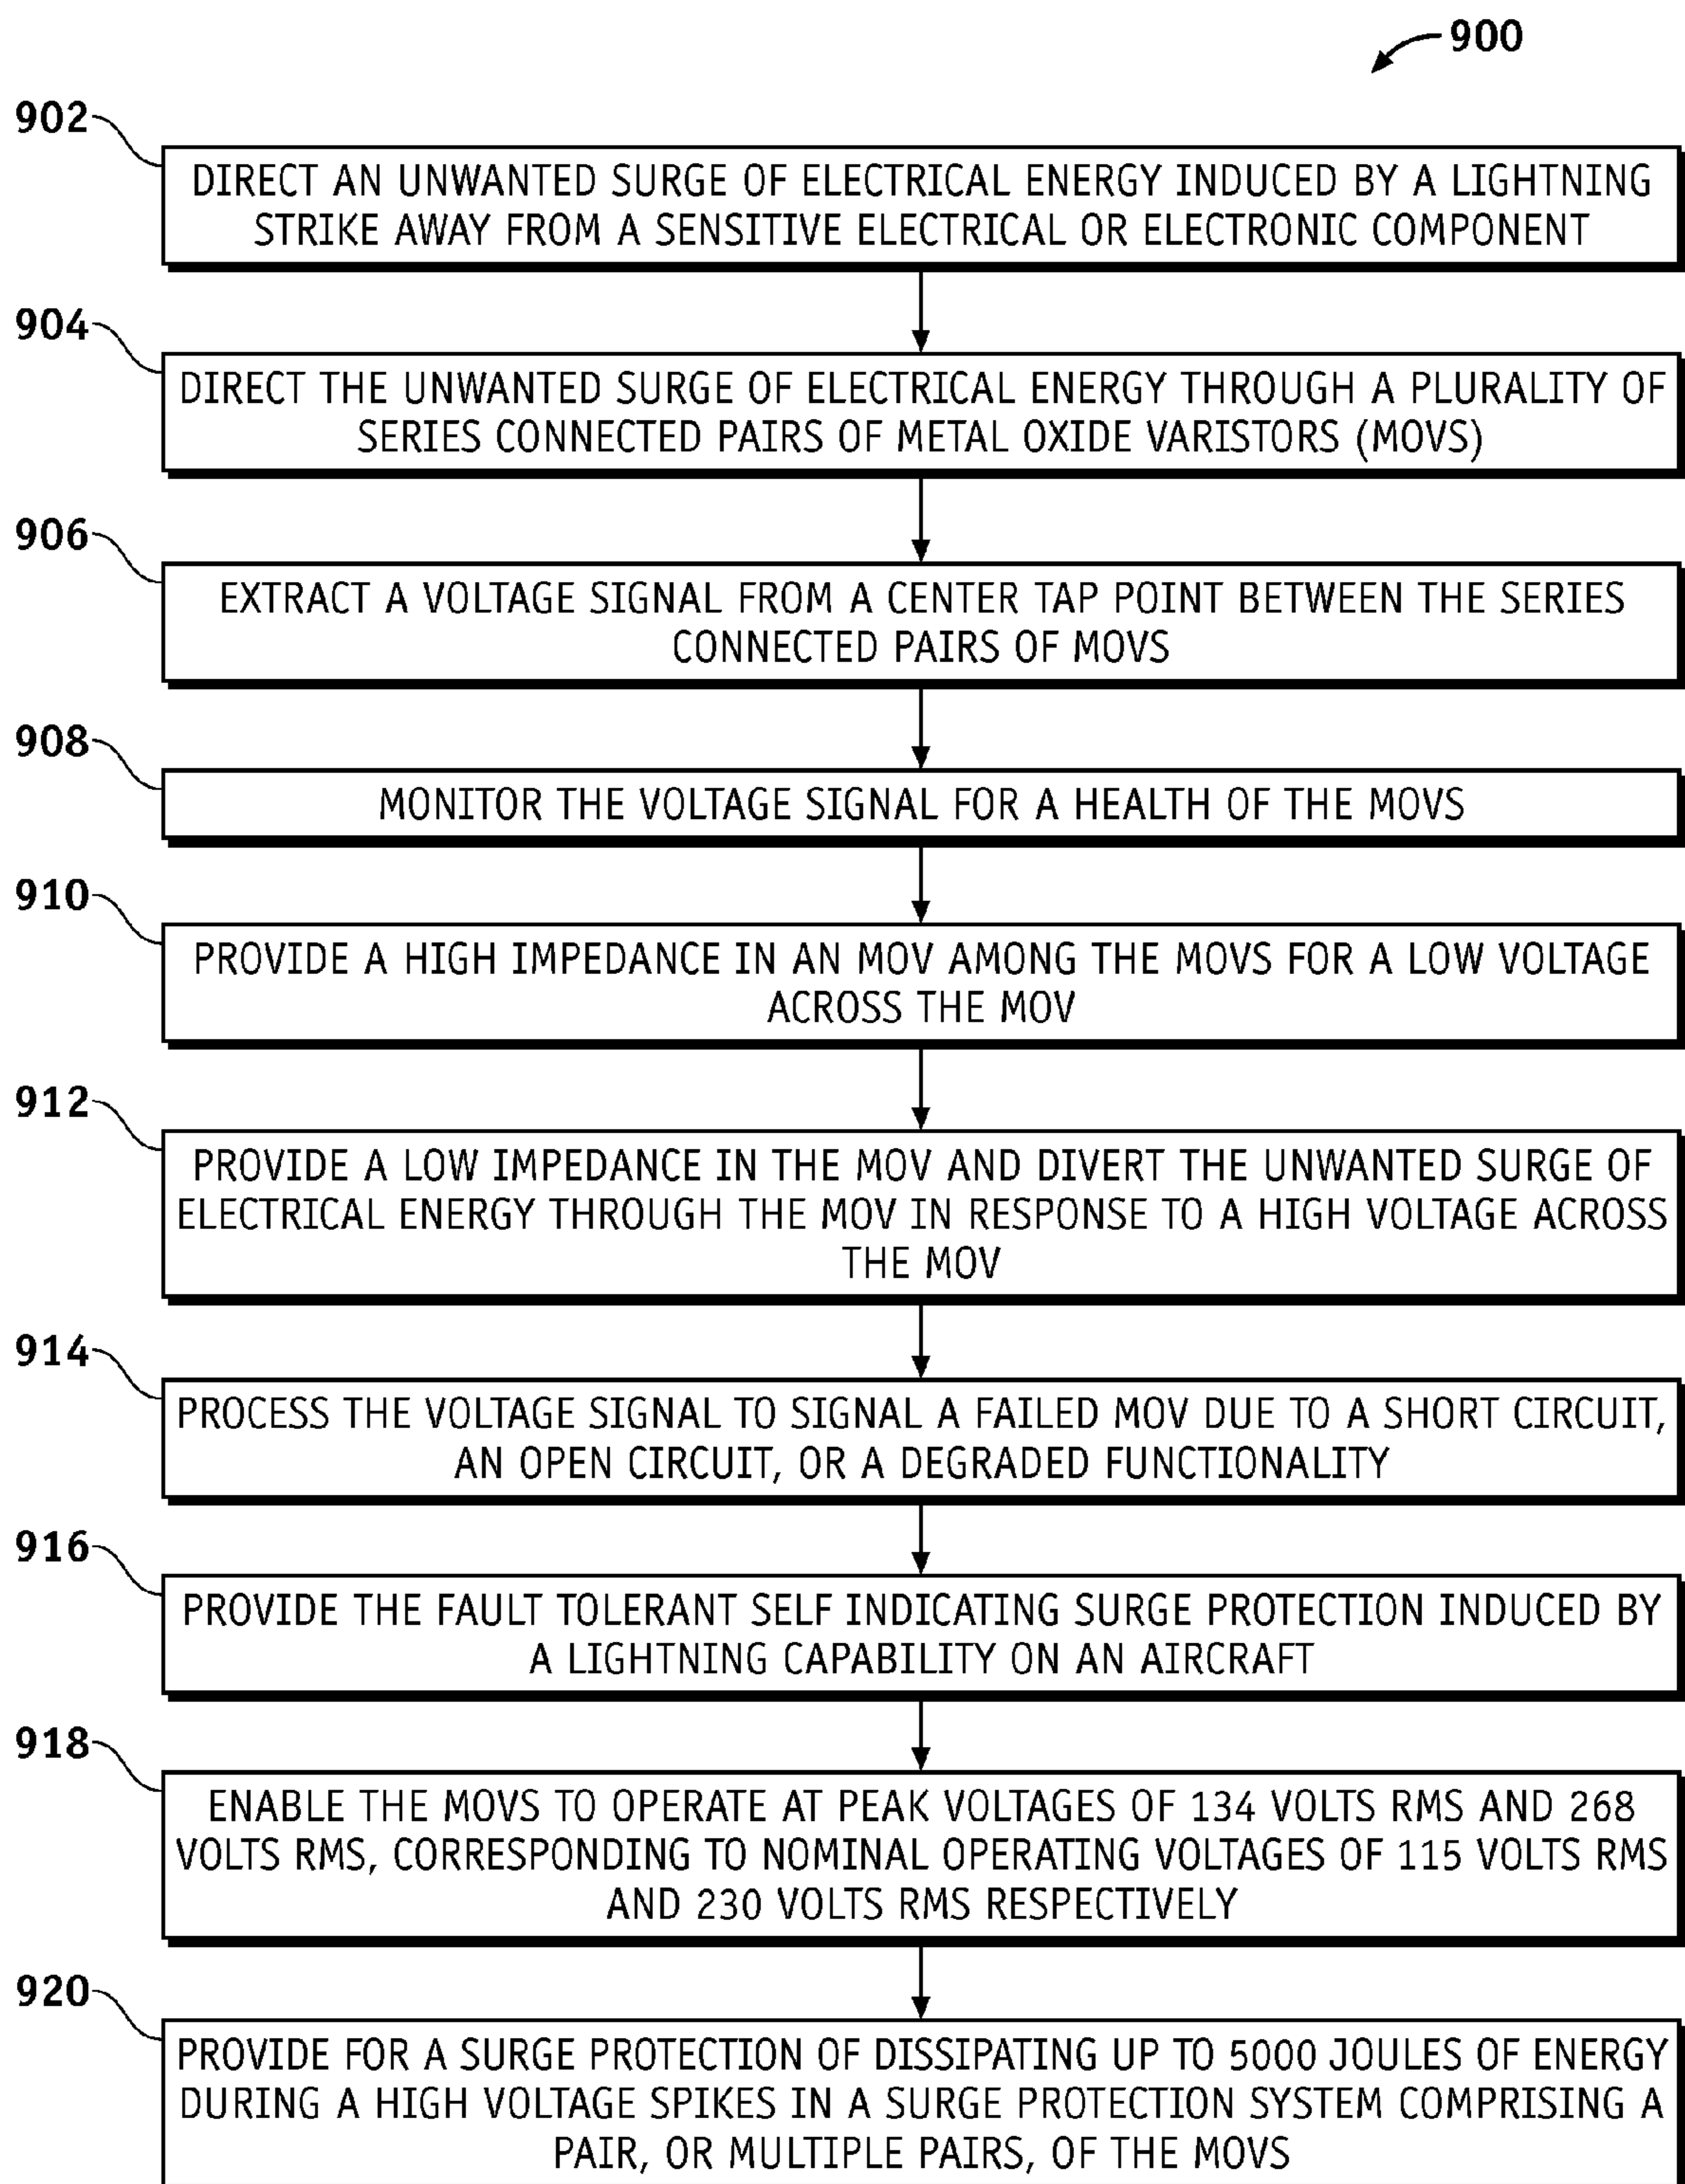 900
902
DIRECT AN UNWANTED SURGE OF ELECTRICAL ENERGY INDUCED BY A LIGHTNING
STRIKE AWAY FROM A SENSITIVE ELECTRICAL OR ELECTRONIC COMPONENT
904
DIRECT THE UNWANTED SURGE OF ELECTRICAL ENERGY THROUGH A PLURALITY OF
SERIES CONNECTED PAIRS OF METAL OXIDE VARISTORS (MOVS)
906
EXTRACT A VOLTAGE SIGNAL FROM A CENTER TAP POINT BETWEEN THE SERIES
CONNECTED PAIRS OF MOVS
908
MONITOR THE VOLTAGE SIGNAL FOR A HEALTH OF THE MOVS
910
PROVIDE A HIGH IMPEDANCE IN AN MOV AMONG THE MOVS FOR A LOW VOLTAGE
ACROSS THE MOV
912
PROVIDE A LOW IMPEDANCE IN THE MOV AND DIVERT THE UNWANTED SURGE OF
ELECTRICAL ENERGY THROUGH THE MOV IN RESPONSE TO A HIGH VOLTAGE ACROSS
THE MOV
914
PROCESS THE VOLTAGE SIGNAL TO SIGNAL A FAILED MOV DUE TO A SHORT CIRCUIT,
AN OPEN CIRCUIT, OR A DEGRADED FUNCTIONALITY
916
PROVIDE THE FAULT TOLERANT SELF INDICATING SURGE PROTECTION INDUCED BY
A LIGHTNING CAPABILITY ON AN AIRCRAFT
918
ENABLE THE MOVS TO OPERATE AT PEAK VOLTAGES OF 134 VOLTS RMS AND 268
VOLTS RMS, CORRESPONDING TO NOMINAL OPERATING VOLTAGES OF 115 VOLTS RMS
AND 230 VOLTS RMS RESPECTIVELY
920
PROVIDE FOR A SURGE PROTECTION OF DISSIPATING UP TO 5000 JOULES OF ENERGY
DURING A HIGH VOLTAGE SPIKES IN A SURGE PROTECTION SYSTEM COMPRISING A
PAIR, OR MULTIPLE PAIRS, OF THE MOVS